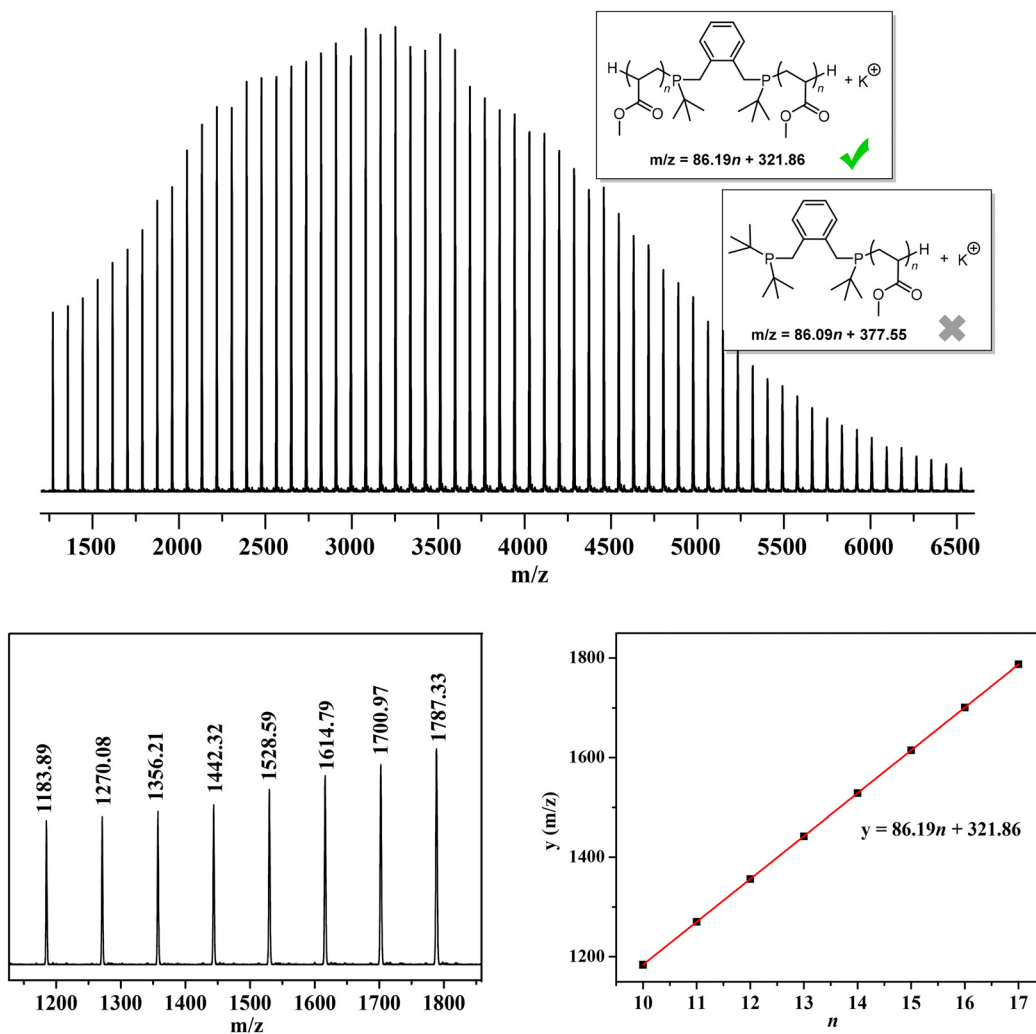 H
n
P
P
n
H
+ K⊕
O
O
O
O
m/z = 86.19n + 321.86
P
P
n
H
+ K⊕
O
O
m/z = 86.09n + 377.55
1500 2000 2500 3000 3500 4000 4500 5000 5500 6000 6500
m/z
1183.89
1270.08
1356.21
1442.32
1528.59
1614.79
1700.97
1787.33
1200 1300 1400 1500 1600 1700 1800
m/z
y (m/z)
1800
1600
1400
1200
y = 86.19n + 321.86
10 11 12 13 14 15 16 17
n